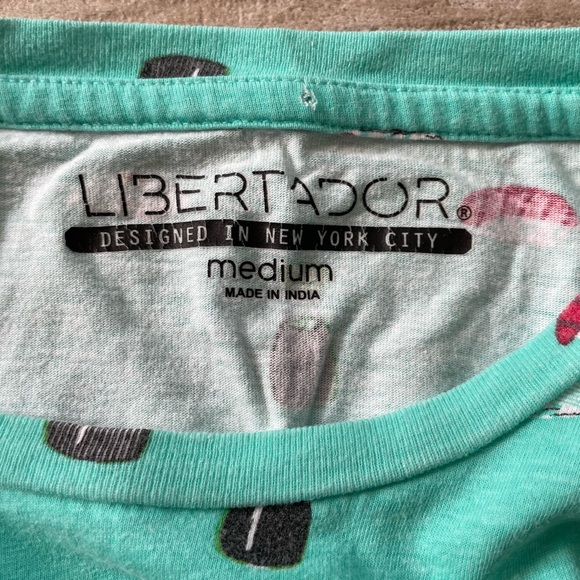 LIBERTADOR®
DESIGNED IN NEW YORK CITY
medium
MADE IN INDIA